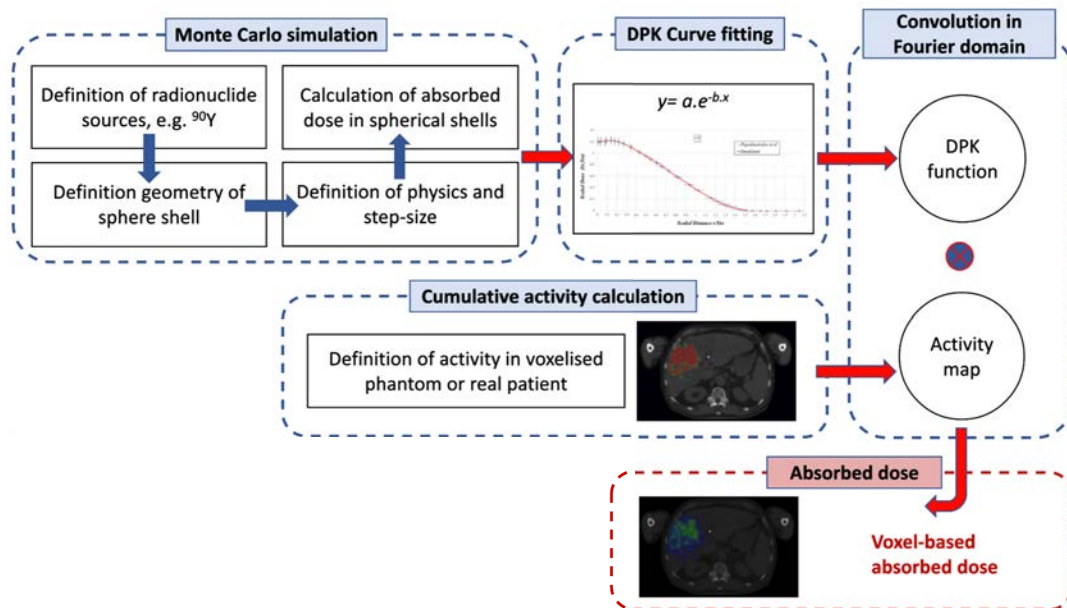 Monte Carlo simulation
Definition of radionuclide
sources, e.g. ⁹⁰Y
Calculation of absorbed
dose in spherical shells
Definition geometry of
sphere shell
Definition of physics and
step-size
DPK Curve fitting
y= a.e⁻ᵇ·ˣ
Convolution in
Fourier domain
DPK
function
Activity
map
Cumulative activity calculation
Definition of activity in voxelised
phantom or real patient
Absorbed dose
Voxel-based
absorbed dose